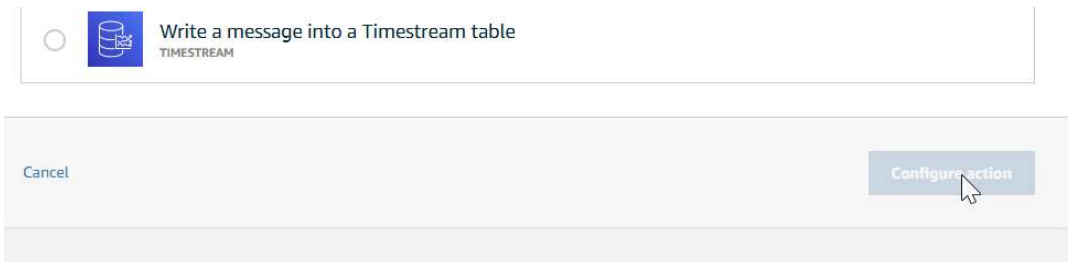 Write a message into a Timestream table
TIMESTREAM
Cancel
Configure action